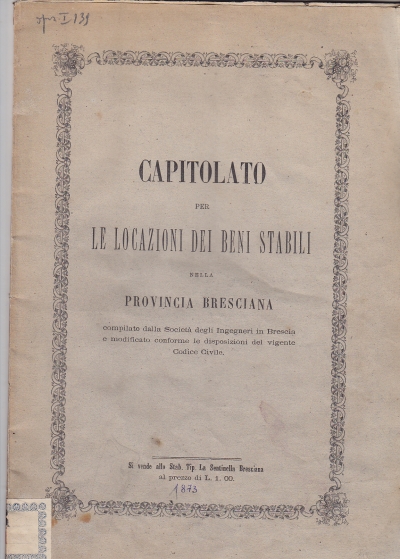 CAPITOLATO
PER
LE LOCAZIONI DEI BENI STABILI
NELLA
PROVINCIA BRESCIANA
compilate dalla Società degli Ingegneri in Brescia
e modificato conforme le disposizioni del vigente
Codice Civile.
Si vende allo Stab. Tip. La Sentinella Bresciana
al prezzo di L. 1. 00.
1873